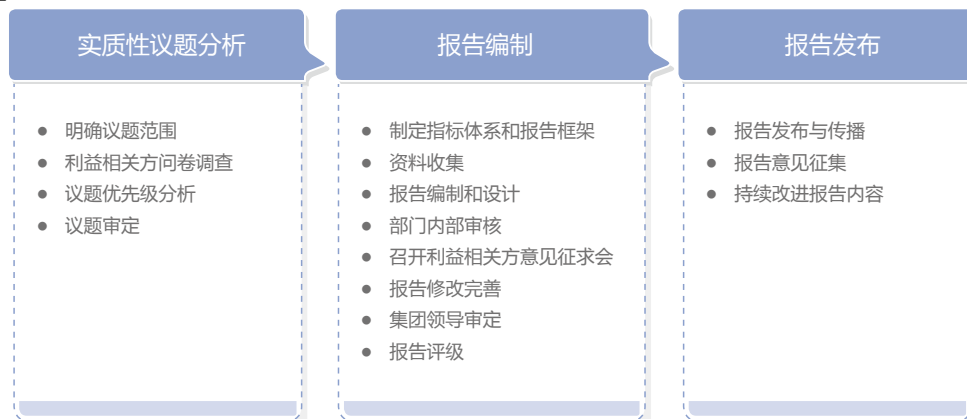 实质性议题分析
明确议题范围
利益相关方问卷调查
议题优先级分析
议题审定
报告编制
制定指标体系和报告框架
资料收集
报告编制和设计
部门内部审核
召开利益相关方意见征求会
报告修改完善
集团领导审定
报告评级
报告发布
报告发布与传播
报告意见征集
持续改进报告内容